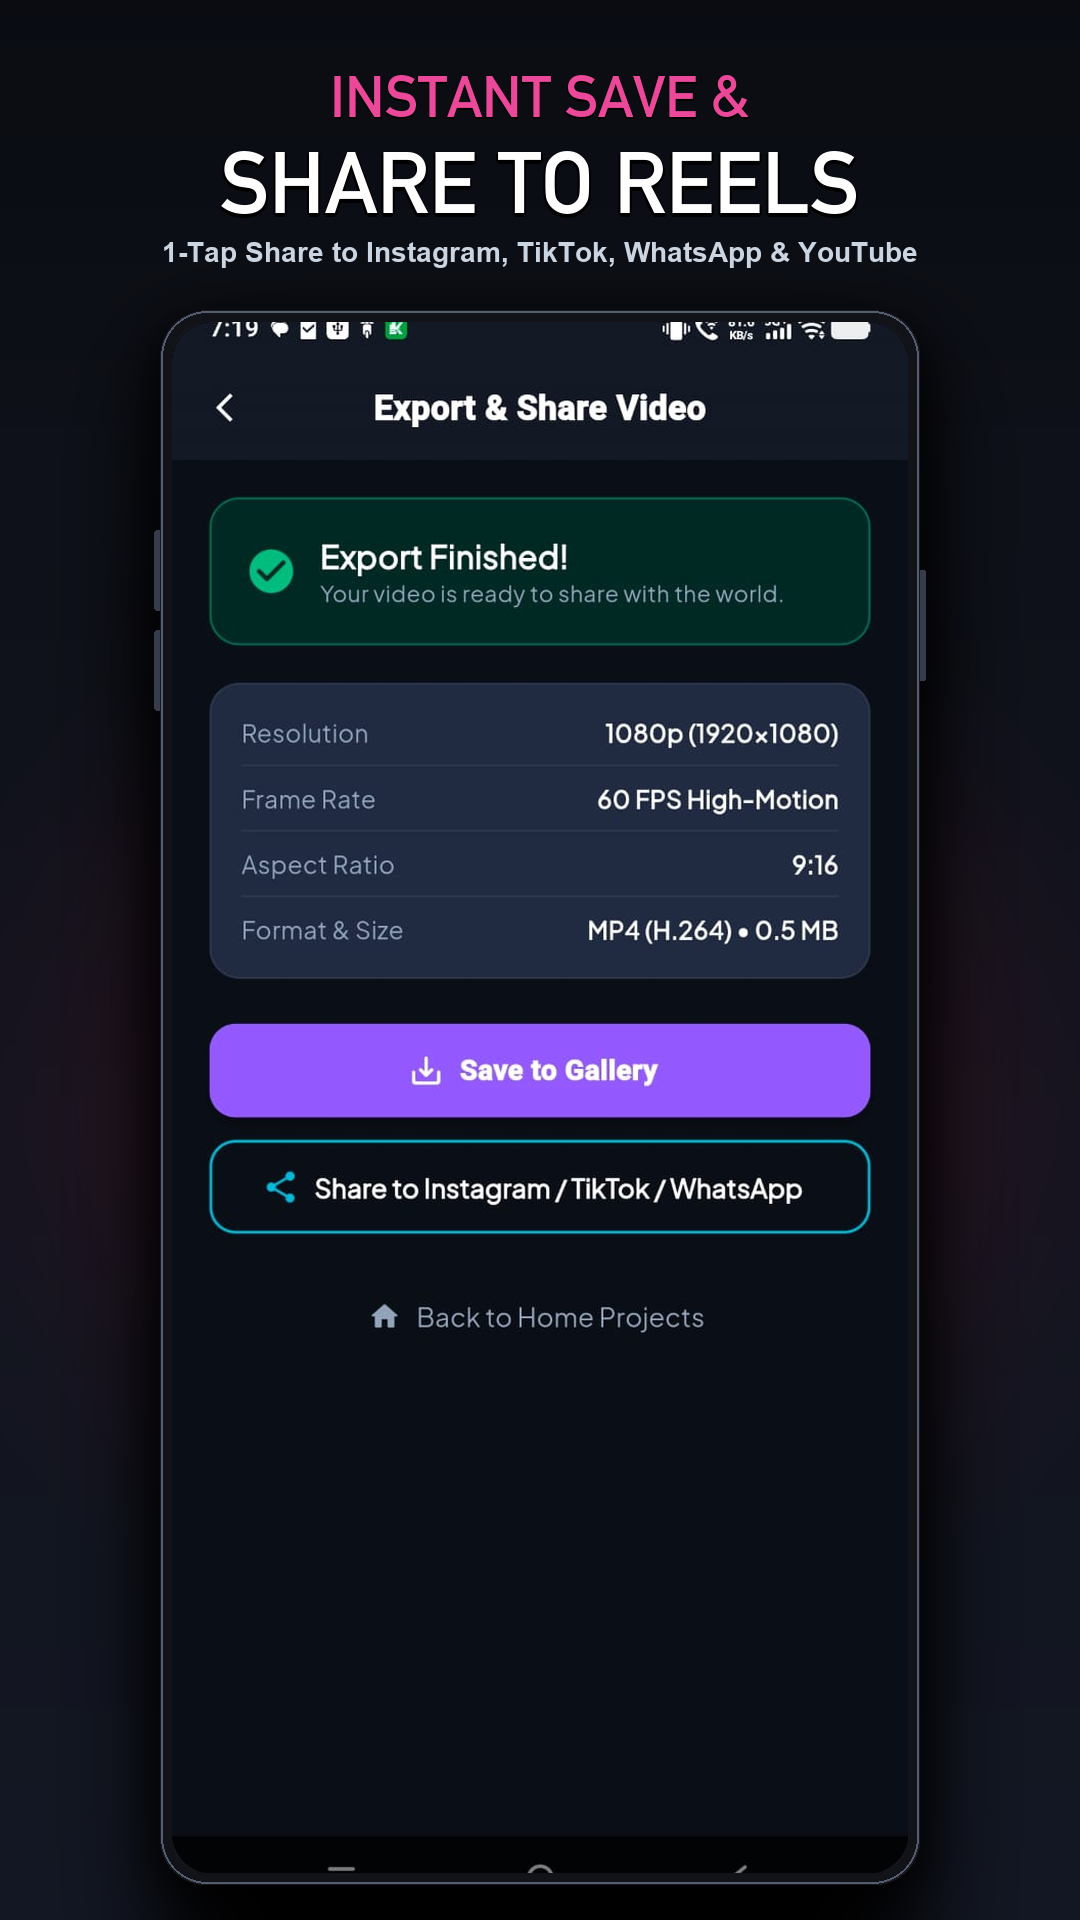 INSTANT SAVE &
SHARE TO REELS
1-Tap Share to Instagram, TikTok, WhatsApp & YouTube
7:19
KB/s
Export & Share Video
Export Finished!
Your video is ready to share with the world.
Resolution 1080p (1920×1080)
Frame Rate 60 FPS High-Motion
Aspect Ratio 9:16
Format & Size MP4 (H.264) • 0.5 MB
Save to Gallery
Share to Instagram / TikTok / WhatsApp
Back to Home Projects